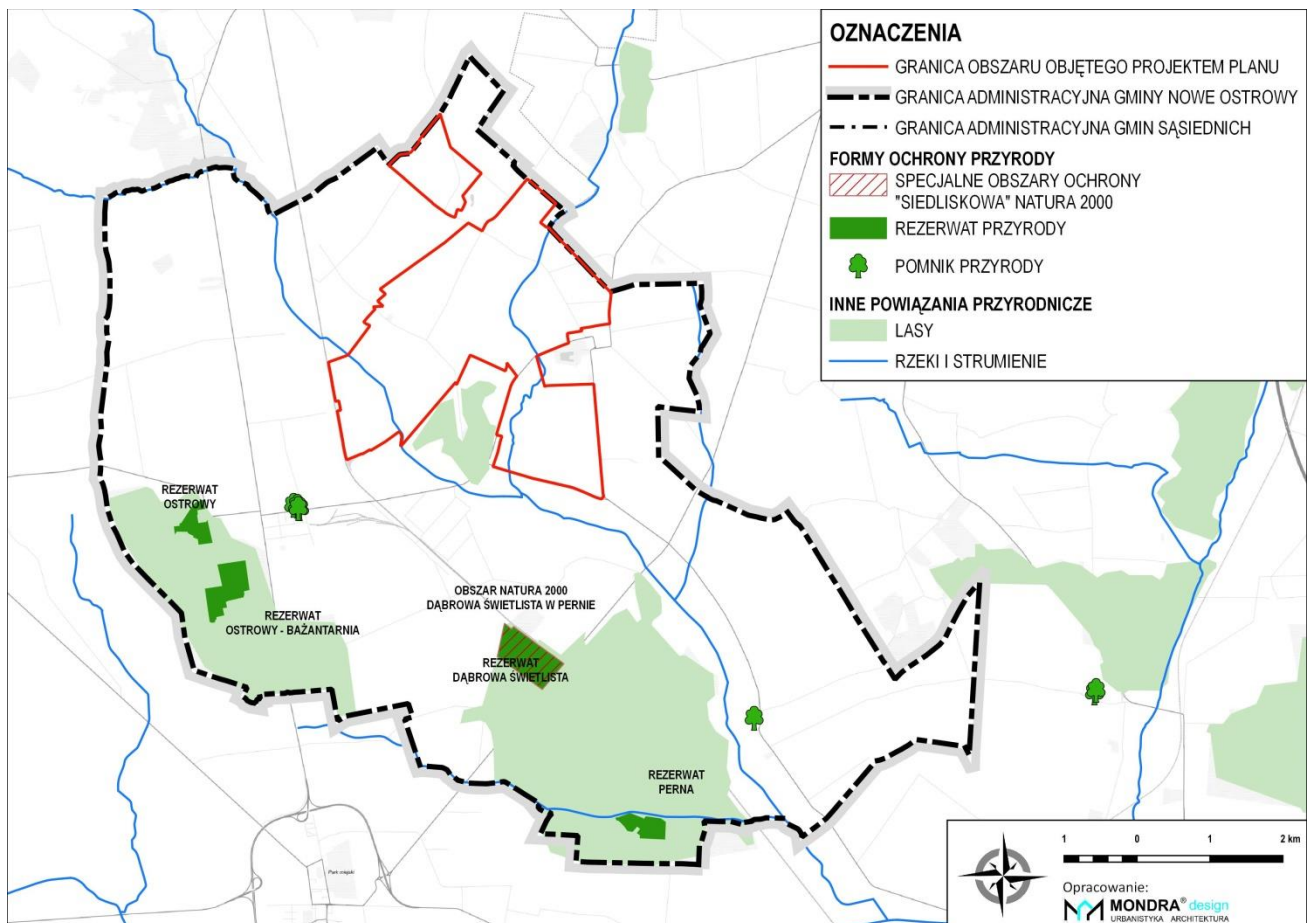 OZNACZENIA
GRANICA OBSZARU OBJĘTEGO PROJEKTEM PLANU
GRANICA ADMINISTRACYJNA GMINY NOWE OSTROWY
GRANICA ADMINISTRACYJNA GMIN SĄSIEDNICH
FORMY OCHRONY PRZYRODY
SPECJALNE OBSZARY OCHRONY
"SIEDLISKOWA" NATURA 2000
REZERWAT PRZYRODY
POMNIK PRZYRODY
INNE POWIĄZANIA PRZYRODNICZE
LASY
RZEKI I STRUMIENIE
REZERWAT
OSTROWY
REZERWAT
OSTROWY - BAŻANTARNIA
OBSZAR NATURA 2000
DĄBROWA ŚWIETLISTA W PERNIE
REZERWAT
DĄBROWA ŚWIETLISTA
REZERWAT
PERNA
Park miejski
1 0 1 2 km
Opracowanie:
MONDRA® design
URBANISTYKA ARCHITEKTURA